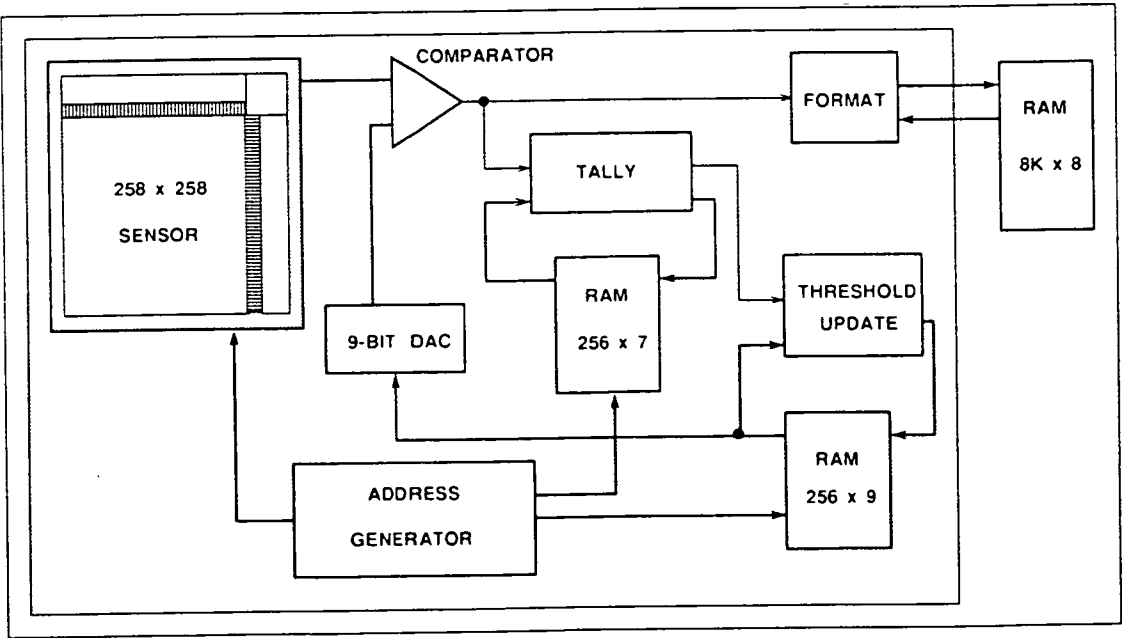 COMPARATOR
FORMAT
RAM
8K x 8
TALLY
258 x 258
SENSOR
RAM
256 x 7
THRESHOLD
UPDATE
9-BIT DAC
RAM
256 x 9
ADDRESS
GENERATOR